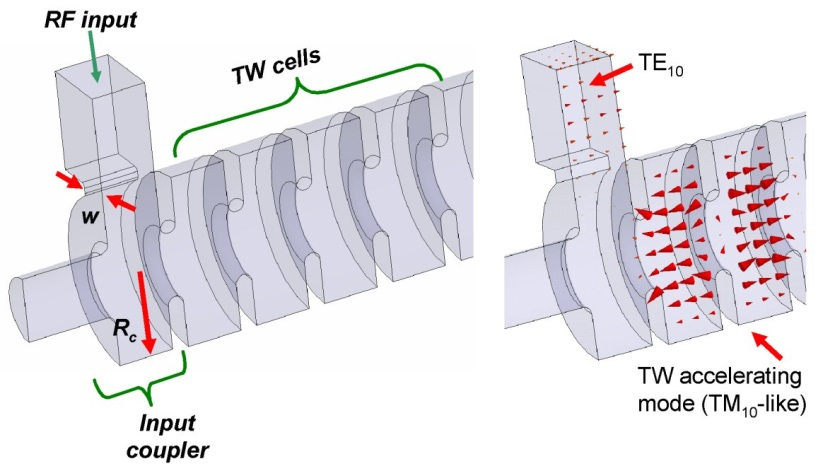 RF input
TW cells
w
R_c
Input
coupler
TE₁₀
TW accelerating
mode (TM₁₀-like)